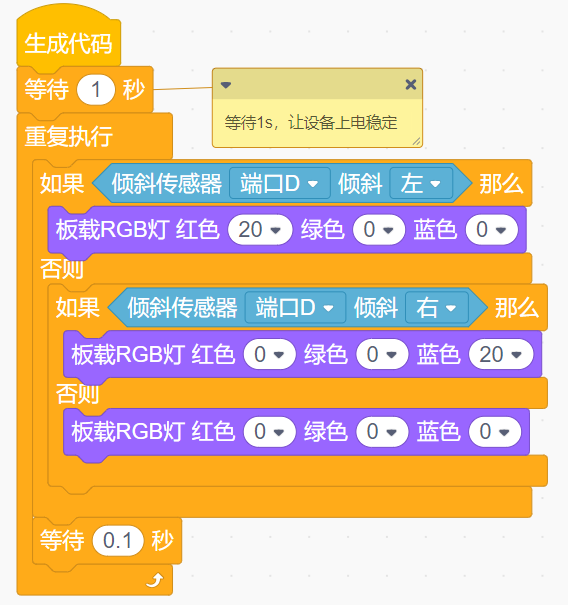 生成代码
等待 1 秒
等待1s，让设备上电稳定
重复执行
如果 倾斜传感器 端口D 倾斜 左 那么
板载RGB灯 红色 20 绿色 0 蓝色 0
否则
如果 倾斜传感器 端口D 倾斜 右 那么
板载RGB灯 红色 0 绿色 0 蓝色 20
否则
板载RGB灯 红色 0 绿色 0 蓝色 0
等待 0.1 秒